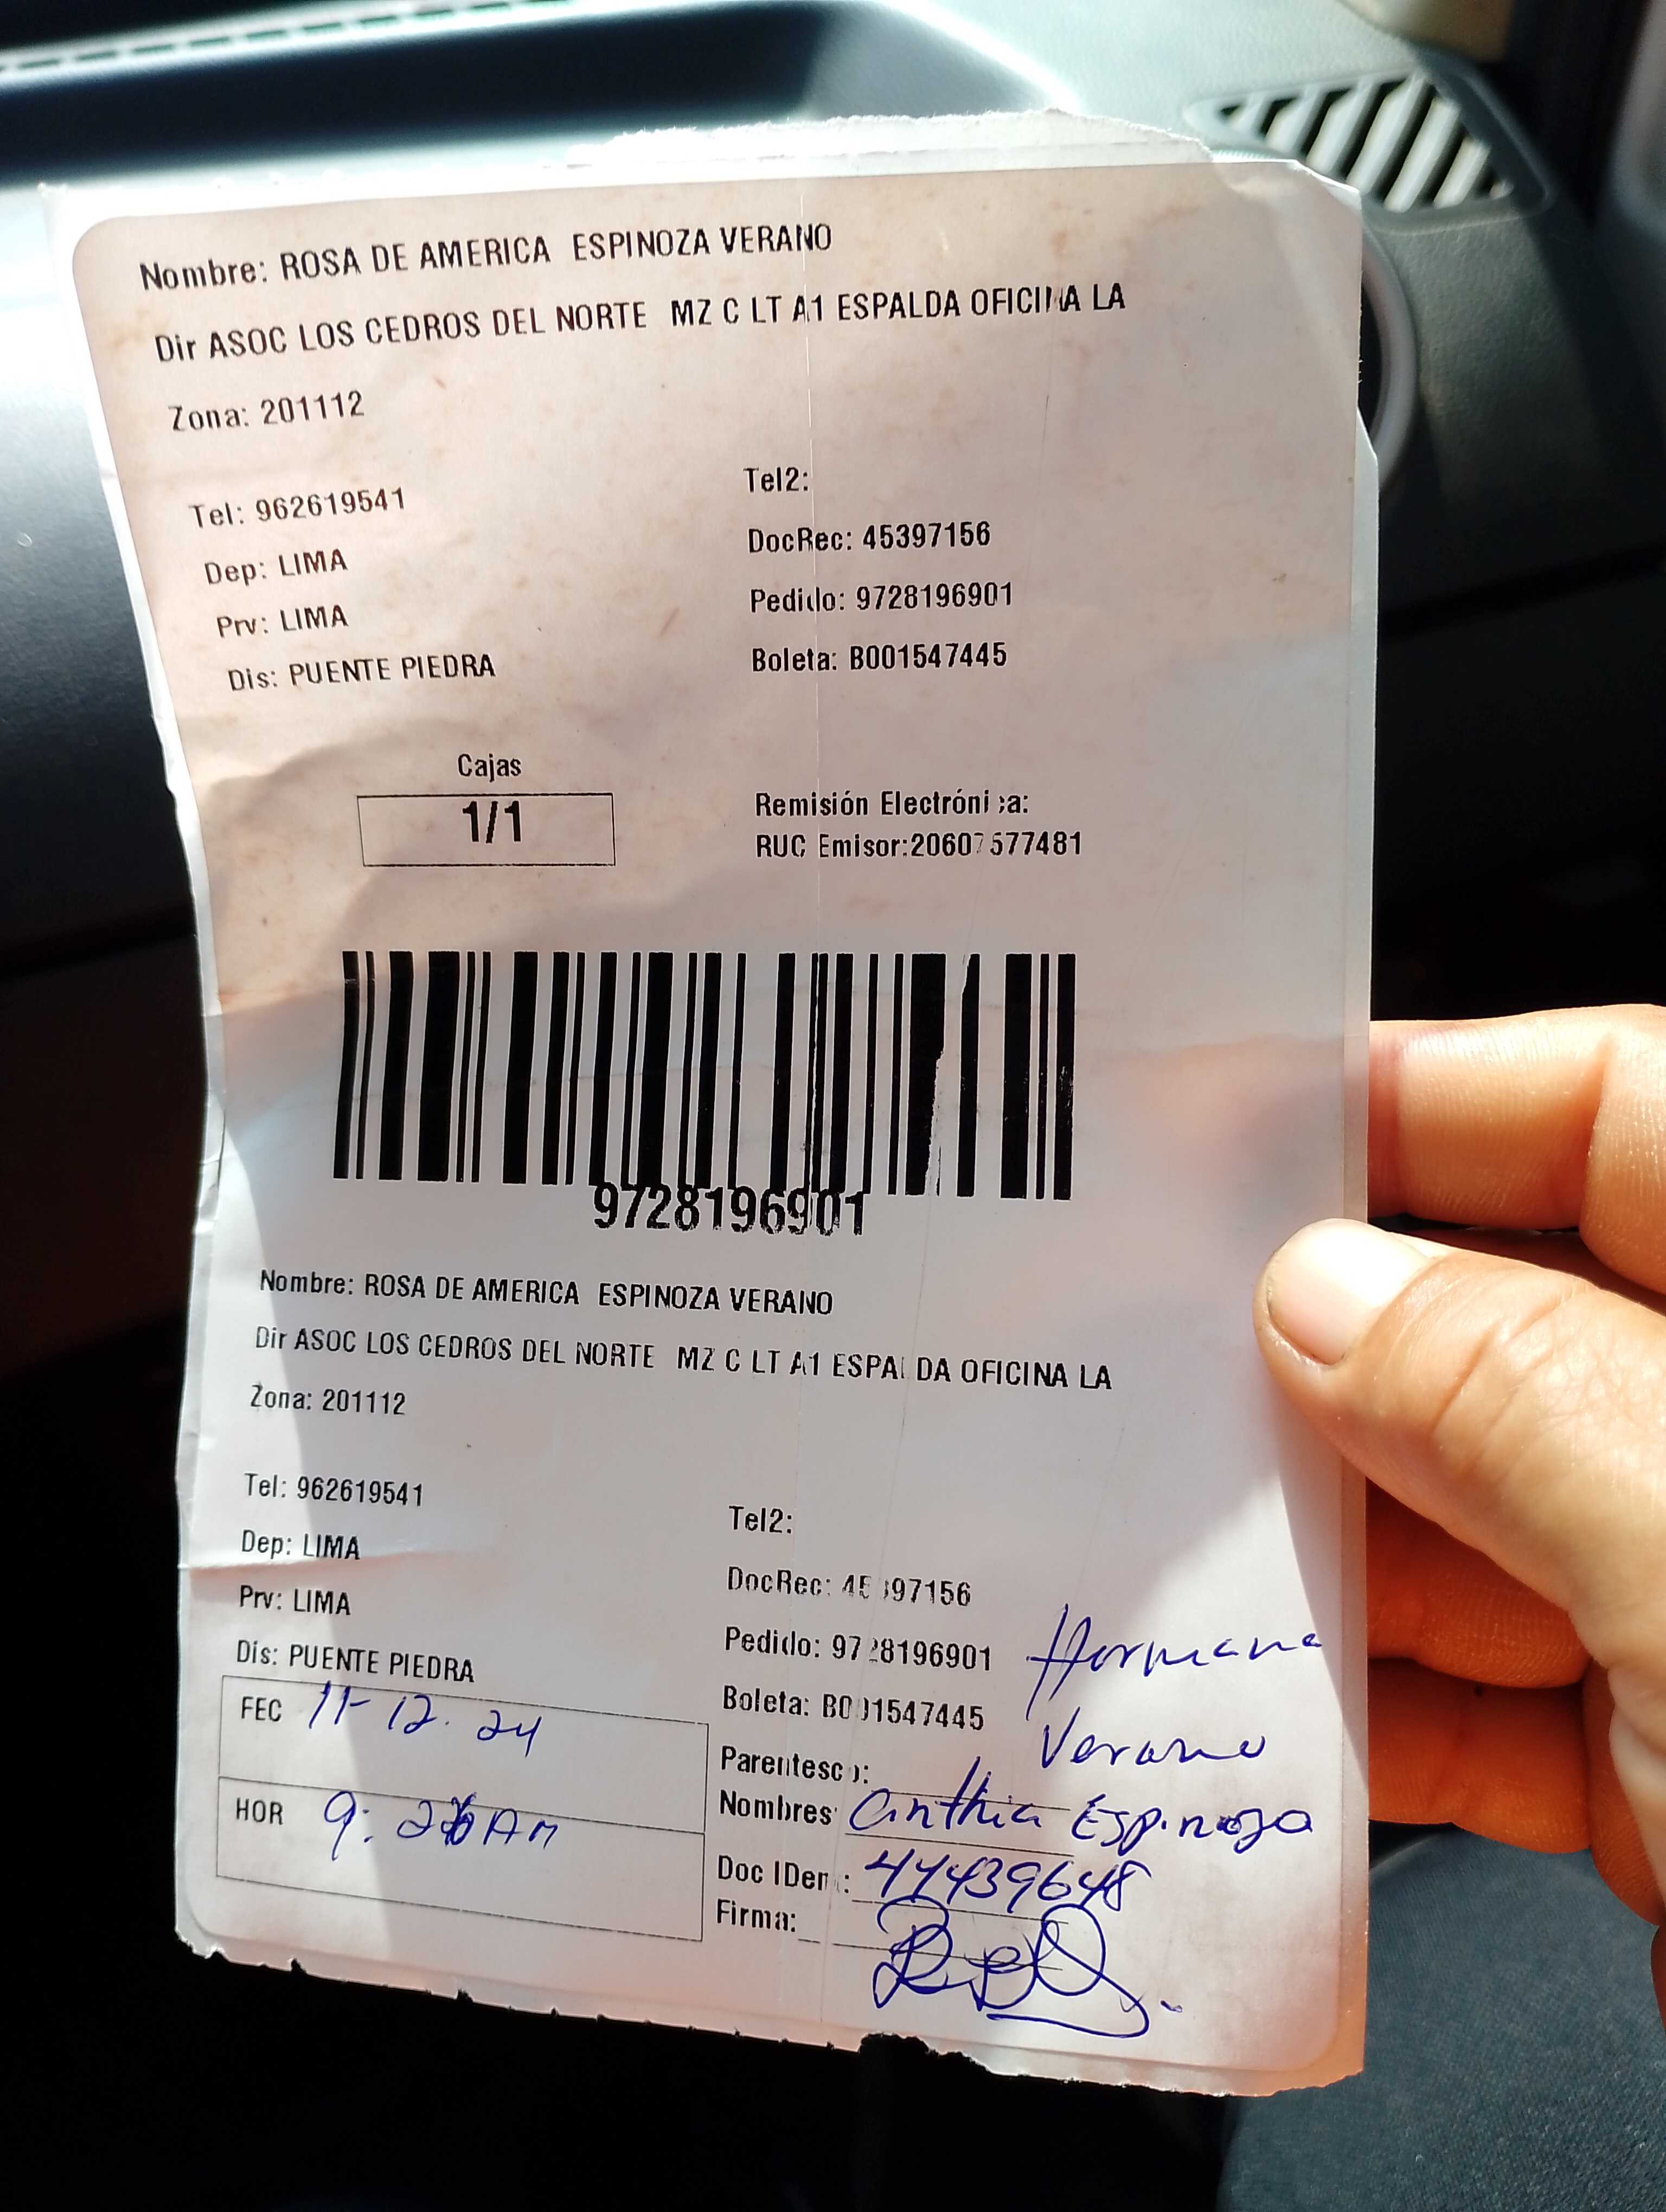 Nombre: ROSA DE AMERICA ESPINOZA VERANO
Dir ASOC LOS CEDROS DEL NORTE MZ C LT A1 ESPALDA OFICINA LA
Zona: 201112
Tel: 962619541
Tel2:
Dep: LIMA
DocRec: 45397156
Prv: LIMA
Pedido: 9728196901
Dis: PUENTE PIEDRA
Boleta: B001547445
Cajas
1/1
Remisión Electrónica:
RUC Emisor:20607577481
9728196901
Nombre: ROSA DE AMERICA ESPINOZA VERANO
Dir ASOC LOS CEDROS DEL NORTE MZ C LT A1 ESPALDA OFICINA LA
Zona: 201112
Tel: 962619541
Tel2:
Dep: LIMA
DocRec: 45397156
Prv: LIMA
Pedido: 9728196901 Hermana
Dis: PUENTE PIEDRA
Boleta: B001547445
FEC 11-12.24
Verano
Parentesco:
HOR 9: AM
Nombres: Cinthia Espinoza
Doc IDen.: 44439648
Firma: